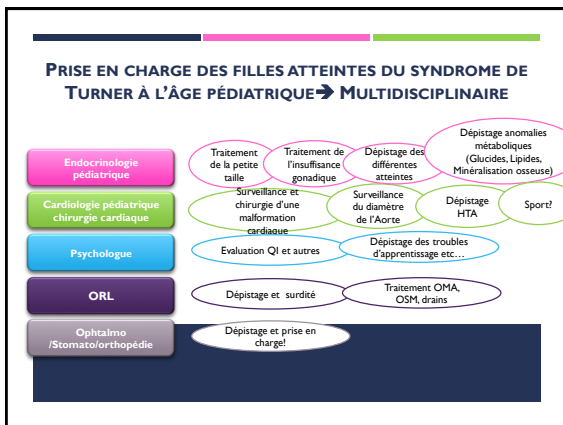 PRISE EN CHARGE DES FILLES ATTEINTES DU SYNDROME DE
TURNER À L'ÂGE PÉDIATRIQUE➔ MULTIDISCIPLINAIRE
Endocrinologie
pédiatrique
Traitement
de la petite
taille
Traitement de
l'insuffisance
gonadique
Dépistage des
différentes
atteintes
Dépistage anomalies
métaboliques
(Glucides, Lipides,
Minéralisation osseuse)
Cardiologie pédiatrique
chirurgie cardiaque
Surveillance et
chirurgie d'une
malformation
cardiaque
Surveillance
du diamètre
de l'Aorte
Dépistage
HTA
Sport?
Psychologue
Evaluation QI et autres
Dépistage des troubles
d'apprentissage etc…
ORL
Dépistage et surdité
Traitement OMA,
OSM, drains
Ophtalmo
/Stomato/orthopédie
Dépistage et prise en
charge!